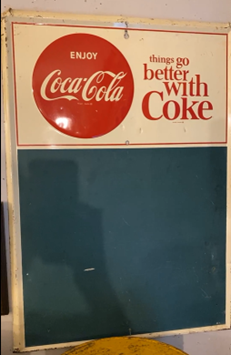 ENJOY
Coca-Cola
things go
better
with
Coke